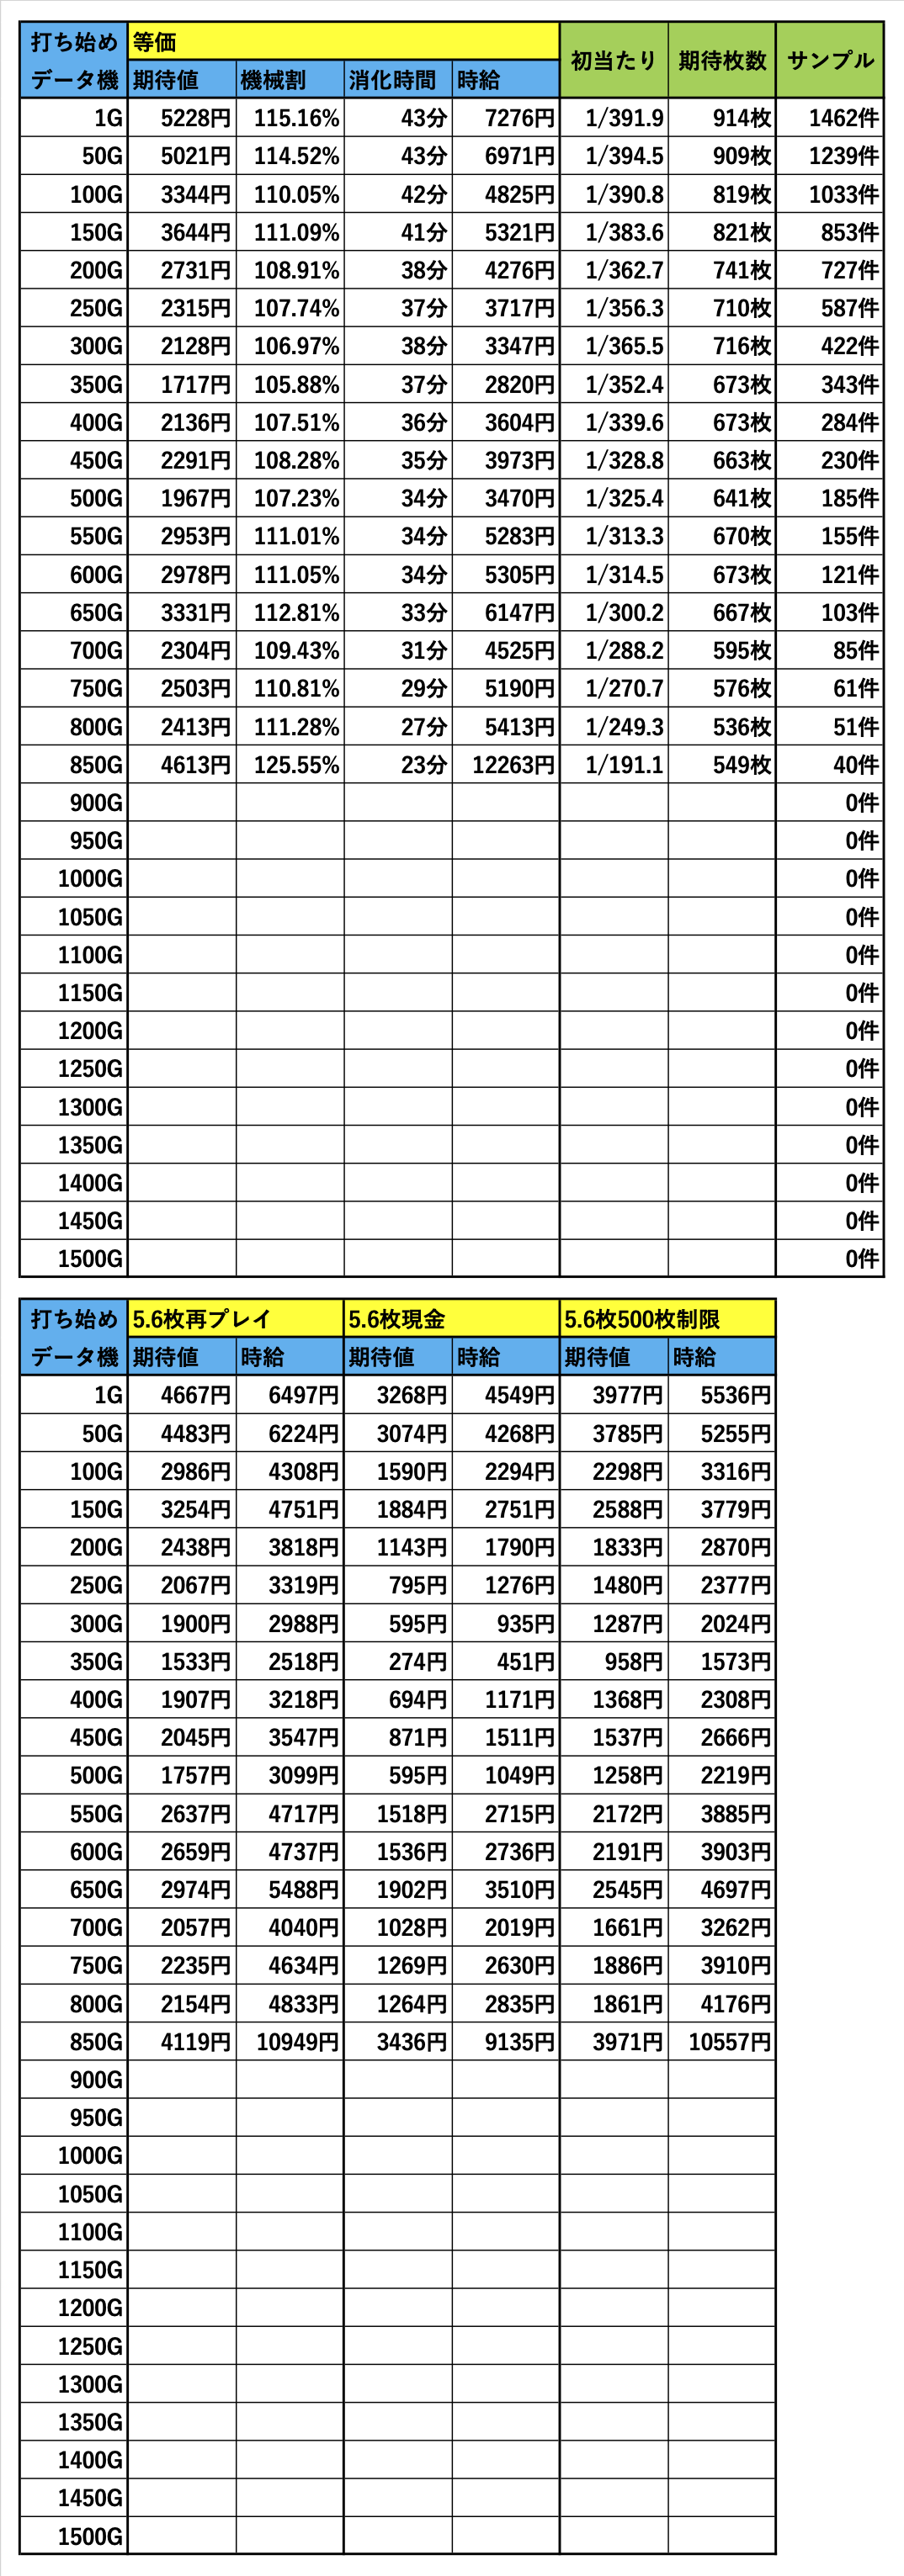 打ち始め 等価 初当たり 期待枚数 サンプル
データ機 期待値 機械割 消化時間 時給
1G 5228円 115.16% 43分 7276円 1/391.9 914枚 1462件
50G 5021円 114.52% 43分 6971円 1/394.5 909枚 1239件
100G 3344円 110.05% 42分 4825円 1/390.8 819枚 1033件
150G 3644円 111.09% 41分 5321円 1/383.6 821枚 853件
200G 2731円 108.91% 38分 4276円 1/362.7 741枚 727件
250G 2315円 107.74% 37分 3717円 1/356.3 710枚 587件
300G 2128円 106.97% 38分 3347円 1/365.5 716枚 422件
350G 1717円 105.88% 37分 2820円 1/352.4 673枚 343件
400G 2136円 107.51% 36分 3604円 1/339.6 673枚 284件
450G 2291円 108.28% 35分 3973円 1/328.8 663枚 230件
500G 1967円 107.23% 34分 3470円 1/325.4 641枚 185件
550G 2953円 111.01% 34分 5283円 1/313.3 670枚 155件
600G 2978円 111.05% 34分 5305円 1/314.5 673枚 121件
650G 3331円 112.81% 33分 6147円 1/300.2 667枚 103件
700G 2304円 109.43% 31分 4525円 1/288.2 595枚 85件
750G 2503円 110.81% 29分 5190円 1/270.7 576枚 61件
800G 2413円 111.28% 27分 5413円 1/249.3 536枚 51件
850G 4613円 125.55% 23分 12263円 1/191.1 549枚 40件
900G 0件
950G 0件
1000G 0件
1050G 0件
1100G 0件
1150G 0件
1200G 0件
1250G 0件
1300G 0件
1350G 0件
1400G 0件
1450G 0件
1500G 0件
打ち始め 5.6枚再プレイ 5.6枚現金 5.6枚500枚制限
データ機 期待値 時給 期待値 時給 期待値 時給
1G 4667円 6497円 3268円 4549円 3977円 5536円
50G 4483円 6224円 3074円 4268円 3785円 5255円
100G 2986円 4308円 1590円 2294円 2298円 3316円
150G 3254円 4751円 1884円 2751円 2588円 3779円
200G 2438円 3818円 1143円 1790円 1833円 2870円
250G 2067円 3319円 795円 1276円 1480円 2377円
300G 1900円 2988円 595円 935円 1287円 2024円
350G 1533円 2518円 274円 451円 958円 1573円
400G 1907円 3218円 694円 1171円 1368円 2308円
450G 2045円 3547円 871円 1511円 1537円 2666円
500G 1757円 3099円 595円 1049円 1258円 2219円
550G 2637円 4717円 1518円 2715円 2172円 3885円
600G 2659円 4737円 1536円 2736円 2191円 3903円
650G 2974円 5488円 1902円 3510円 2545円 4697円
700G 2057円 4040円 1028円 2019円 1661円 3262円
750G 2235円 4634円 1269円 2630円 1886円 3910円
800G 2154円 4833円 1264円 2835円 1861円 4176円
850G 4119円 10949円 3436円 9135円 3971円 10557円
900G
950G
1000G
1050G
1100G
1150G
1200G
1250G
1300G
1350G
1400G
1450G
1500G